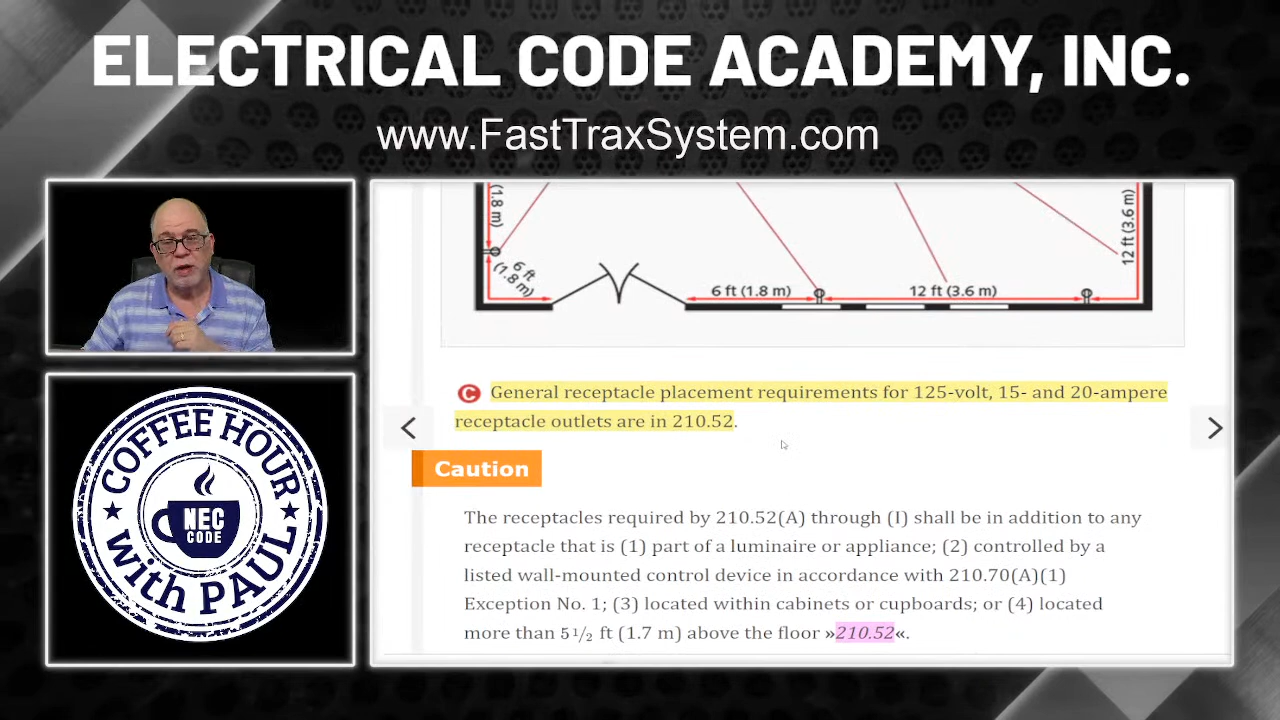 ELECTRICAL CODE ACADEMY, INC.
www.FastTraxSystem.com
(1.8 m)
6 ft
(1.8 m)
6 ft (1.8 m)
12 ft (3.6 m)
12 ft (3.6 m)
C General receptacle placement requirements for 125-volt, 15- and 20-ampere
receptacle outlets are in 210.52.
Caution
The receptacles required by 210.52(A) through (I) shall be in addition to any
receptacle that is (1) part of a luminaire or appliance; (2) controlled by a
listed wall-mounted control device in accordance with 210.70(A)(1)
Exception No. 1; (3) located within cabinets or cupboards; or (4) located
more than 5 1/2 ft (1.7 m) above the floor »210.52«.
COFFEE HOUR
NEC
CODE
with PAUL